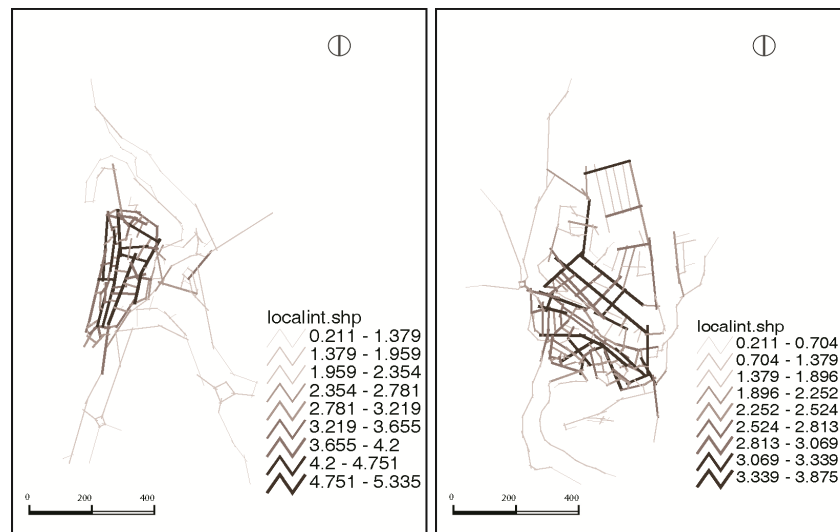 localint.shp
0.211 - 1.379
1.379 - 1.959
1.959 - 2.354
2.354 - 2.781
2.781 - 3.219
3.219 - 3.655
3.655 - 4.2
4.2 - 4.751
4.751 - 5.335
0 200 400
localint.shp
0.211 - 0.704
0.704 - 1.379
1.379 - 1.896
1.896 - 2.252
2.252 - 2.524
2.524 - 2.813
2.813 - 3.069
3.069 - 3.339
3.339 - 3.875
0 200 400